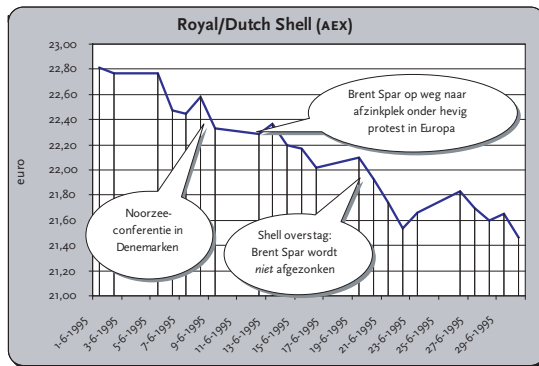 Royal/Dutch Shell (AEX)
23,00
22,80
22,60
22,40
22,20
22,00
21,80
21,60
21,40
21,20
21,00
euro
Brent Spar op weg naar
afzinkplek onder hevig
protest in Europa
Noorzee-
conferentie in
Denemarken
Shell overstag:
Brent Spar wordt
niet afgezonken
1-6-1995
3-6-1995
5-6-1995
7-6-1995
9-6-1995
11-6-1995
13-6-1995
15-6-1995
17-6-1995
19-6-1995
21-6-1995
23-6-1995
25-6-1995
27-6-1995
29-6-1995